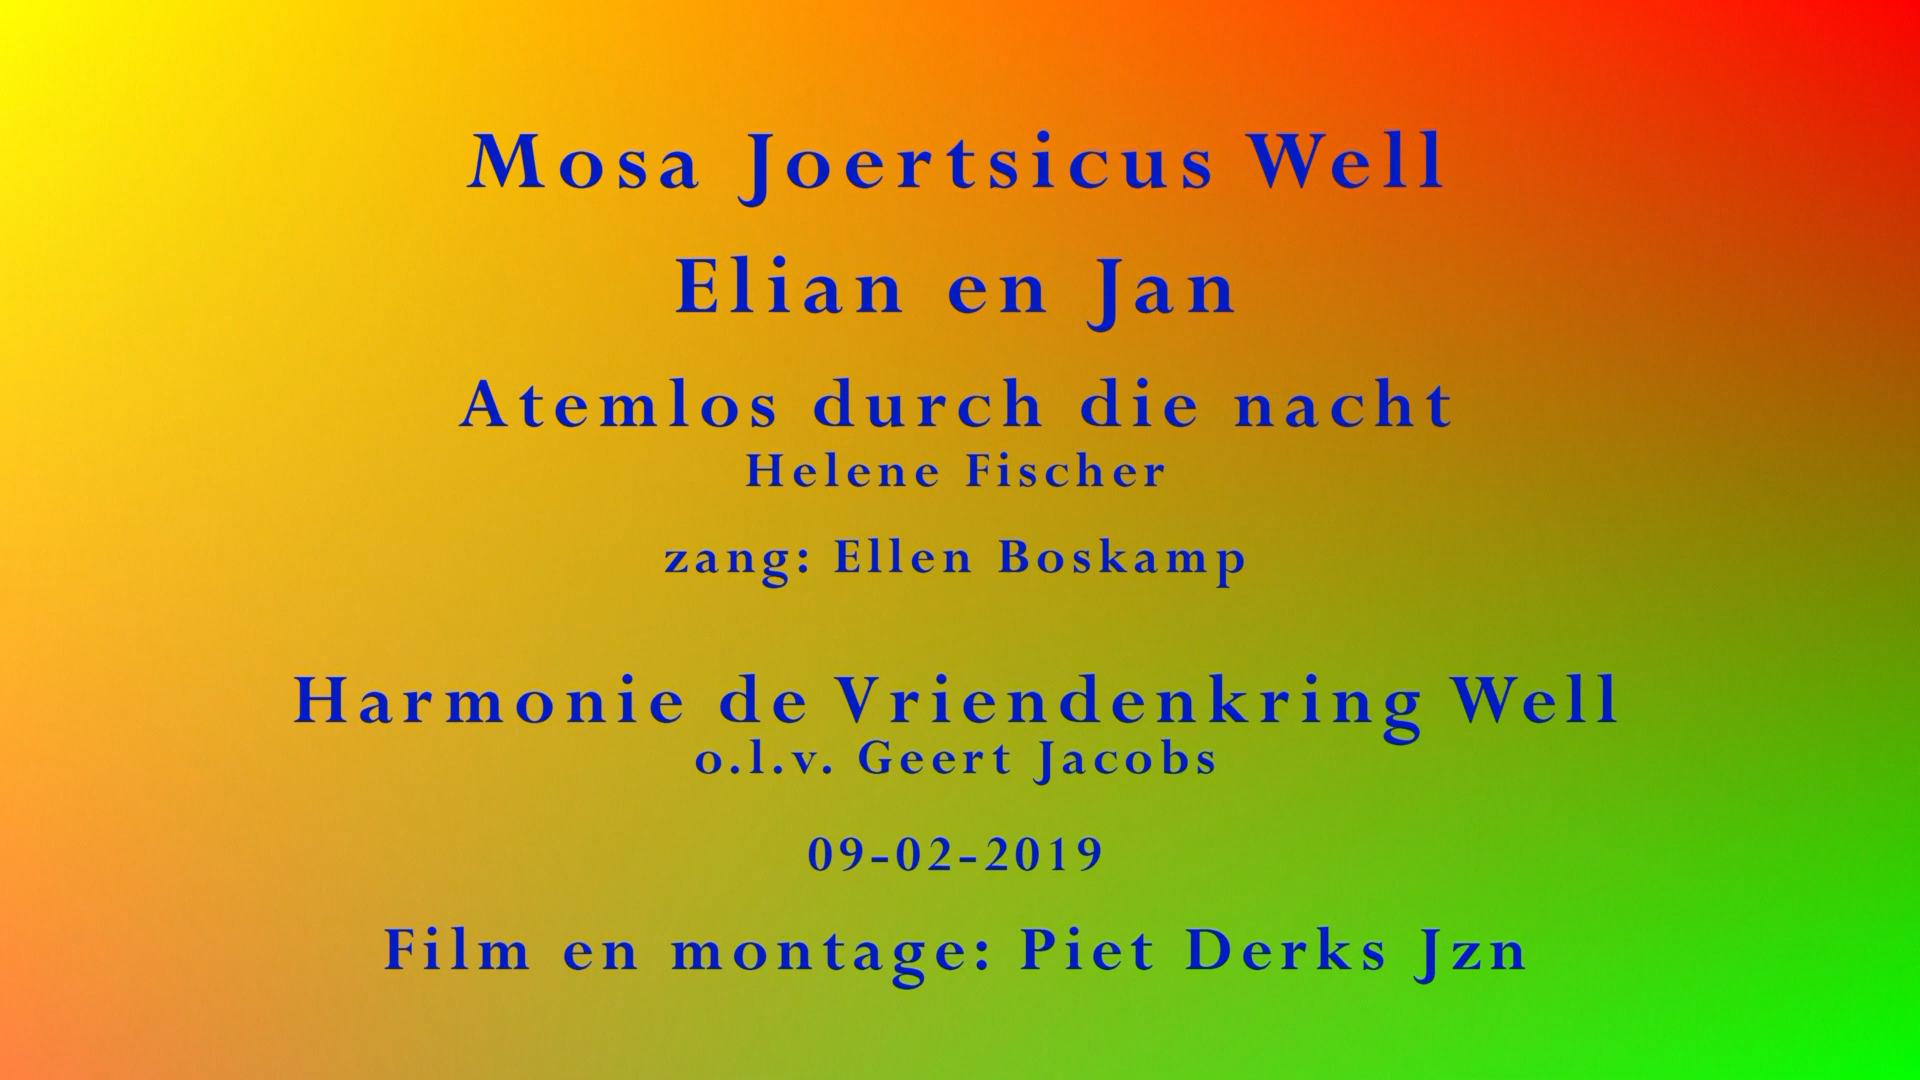 Mosa Joertsicus Well
Elian en Jan
Atemlos durch die nacht
Helene Fischer
zang: Ellen Boskamp
Harmonie de Vriendenkring Well
o.l.v. Geert Jacobs
09-02-2019
Film en montage: Piet Derks Jzn